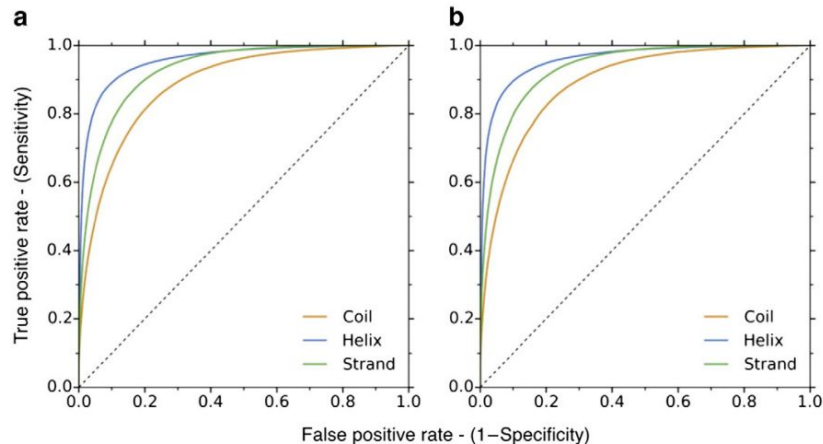 a
b
True positive rate - (Sensitivity)
1.0
0.8
0.6
0.4
0.2
0.0
0.0 0.2 0.4 0.6 0.8 1.0
Coil
Helix
Strand
1.0
0.8
0.6
0.4
0.2
0.0
0.0 0.2 0.4 0.6 0.8 1.0
Coil
Helix
Strand
False positive rate - (1−Specificity)